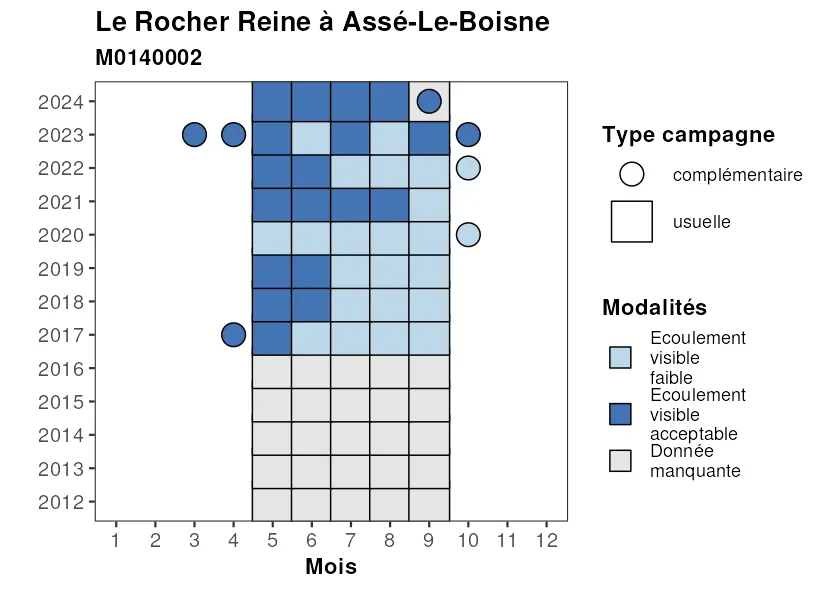 Le Rocher Reine à Assé-Le-Boisne
M0140002
2024
2023
2022
2021
2020
2019
2018
2017
2016
2015
2014
2013
2012
1 2 3 4 5 6 7 8 9 10 11 12
Mois
Type campagne
complémentaire
usuelle
Modalités
Ecoulement
visible
faible
Ecoulement
visible
acceptable
Donnée
manquante